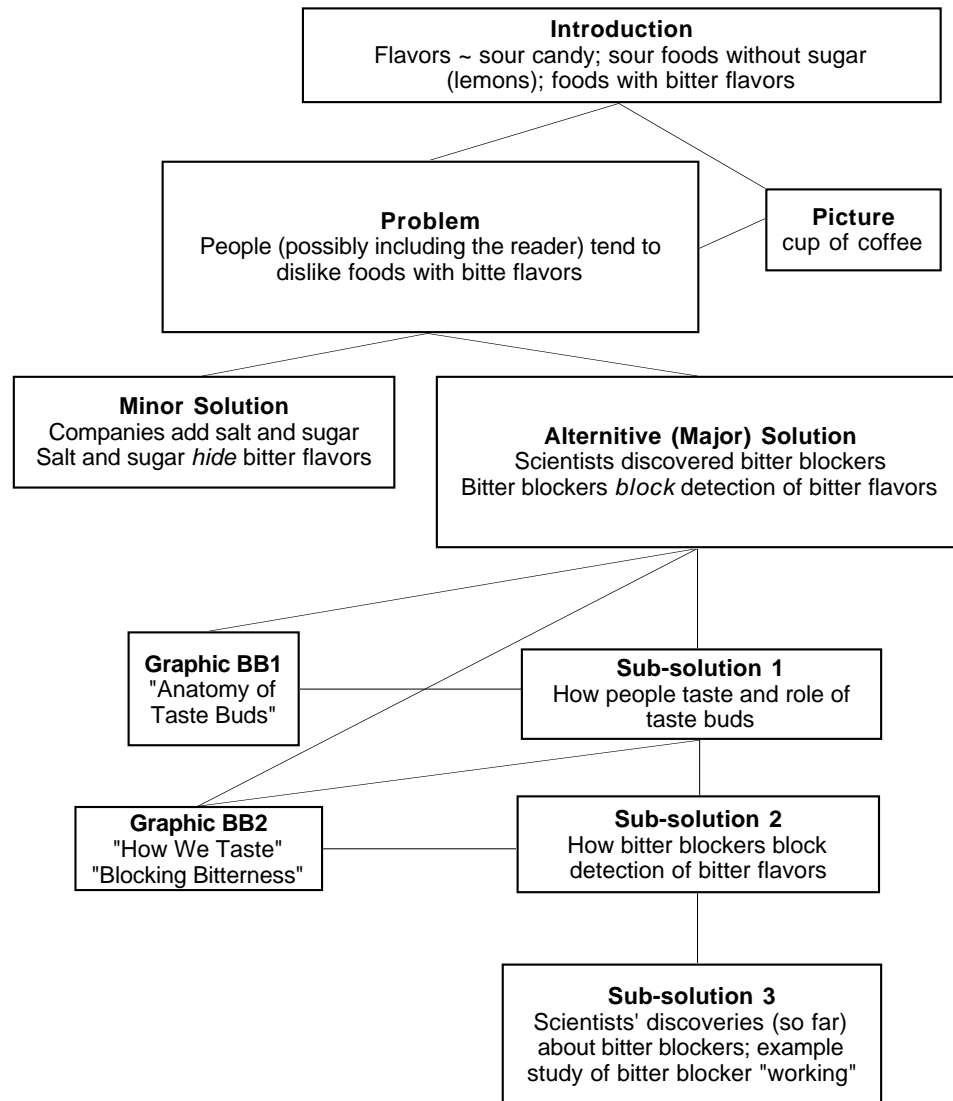 Introduction
Flavors ~ sour candy; sour foods without sugar
(lemons); foods with bitter flavors
Problem
People (possibly including the reader) tend to
dislike foods with bitte flavors
Picture
cup of coffee
Minor Solution
Companies add salt and sugar
Salt and sugar hide bitter flavors
Alternitive (Major) Solution
Scientists discovered bitter blockers
Bitter blockers block detection of bitter flavors
Graphic BB1
"Anatomy of
Taste Buds"
Sub-solution 1
How people taste and role of
taste buds
Graphic BB2
"How We Taste"
"Blocking Bitterness"
Sub-solution 2
How bitter blockers block
detection of bitter flavors
Sub-solution 3
Scientists' discoveries (so far)
about bitter blockers; example
study of bitter blocker "working"